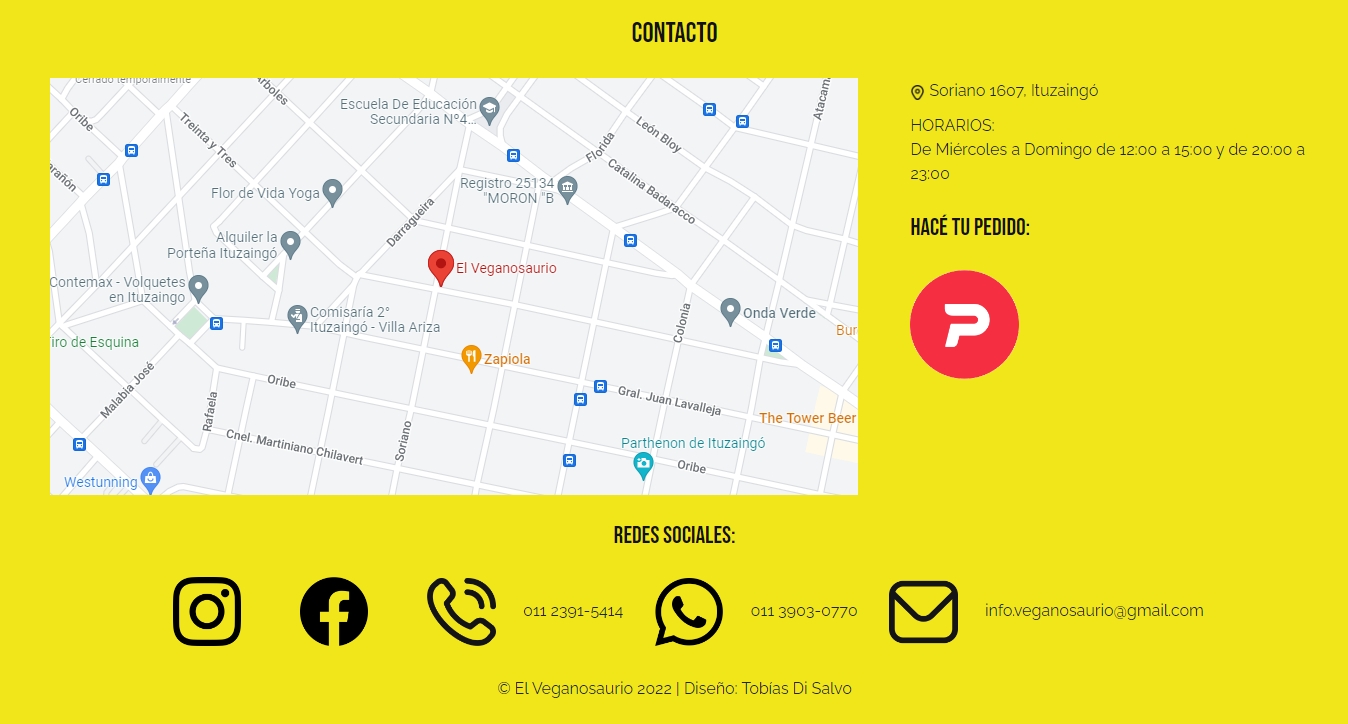 CONTACTO
Cerrado temporalmente
Árboles
Oribe
Treinta y Tres
Escuela De Educación
Secundaria Nº4...
Florida
León Bloy
Catalina Badaracco
Flor de Vida Yoga
Registro 25134
"MORON "B
Darragueira
Alquiler la
Porteña Ituzaingó
El Veganosaurio
Contemax - Volquetes
en Ituzaingo
Comisaría 2°
Ituzaingó - Villa Ariza
Colonia
Onda Verde
Bur
iro de Esquina
Zapiola
Malabia José
Rafaela
Oribe
Gral. Juan Lavalleja
The Tower Beer
Cnel. Martiniano Chilavert
Soriano
Parthenon de Ituzaingó
Oribe
Westunning
Soriano 1607, Ituzaingó
HORARIOS:
De Miércoles a Domingo de 12:00 a 15:00 y de 20:00 a
23:00
HACÉ TU PEDIDO:
REDES SOCIALES:
011 2391-5414
011 3903-0770
info.veganosaurio@gmail.com
© El Veganosaurio 2022 | Diseño: Tobías Di Salvo